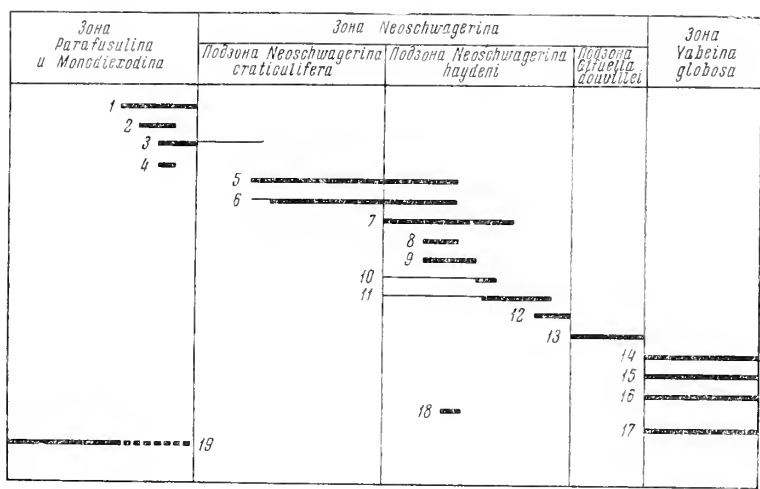 Зона
Parafusulina
и Monodiexodina
Зона Neoschwagerina
Подзона Neoschwagerina
craticulifera
Подзона Neoschwagerina
haydeni
Подзона
Gifuella
douvillei
Зона
Yabeina
globosa
1
2
3
4
5
6
7
8
9
10
11
12
13
14
15
16
18
17
19